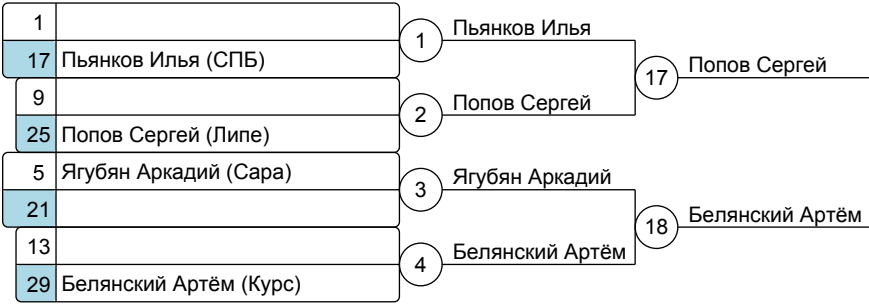 1
17 Пьянков Илья (СПБ)
9
25 Попов Сергей (Липе)
5 Ягубян Аркадий (Сара)
21
13
29 Белянский Артём (Курс)
1 Пьянков Илья
2 Попов Сергей
3 Ягубян Аркадий
4 Белянский Артём
17 Попов Сергей
18 Белянский Артём